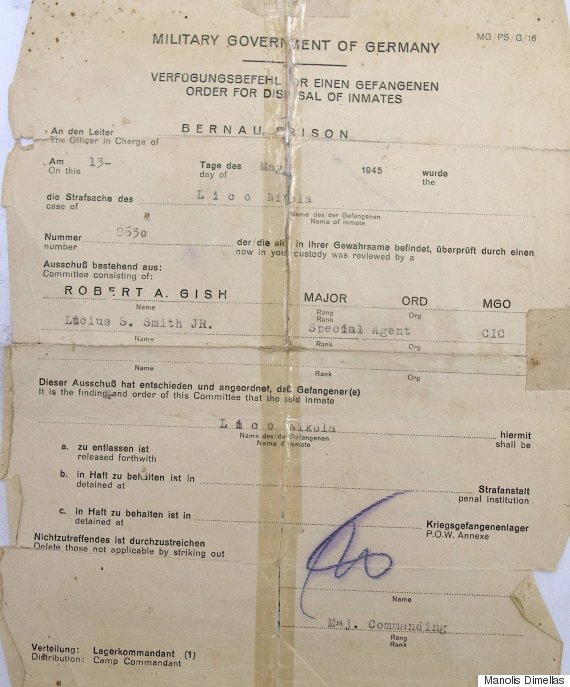 MG/PS/G/16
MILITARY GOVERNMENT OF GERMANY
VERFÜGUNGSBEFEHL FÜR EINEN GEFANGENEN
ORDER FOR DISPOSAL OF INMATES
An den Leiter BERNAU PRISON
The Officer in Charge of
Am 13- Tage des May 1945 wurde
On this day of the
die Strafsache des Lico Nikola
case of Name des/der Gefangenen
Name of Inmate
Nummer 2630 der/die sich in Ihrer Gewahrsame befindet, überprüft durch einen
number now in your custody was reviewed by a
Ausschuß bestehend aus:
Committee consisting of:
ROBERT A. GISH MAJOR ORD MGO
Name Rang Org
Rank
Lucius S. Smith JR. Special Agent CIC
Name Rank Org
Name Rank Org
Dieser Ausschuß hat entschieden und angeordnet, daß Gefangener(e)
It is the finding and order of this Committee that the said inmate
Lico Nikola hiermit
Name des/der Gefangenen shall be
Name of Inmate
a. zu entlassen ist
released forthwith
b. in Haft zu behalten ist in Strafanstalt
detained at penal institution
c. in Haft zu behalten ist in Kriegsgefangenenlager
detained at P.O.W. Annexe
Nichtzutreffendes ist durchzustreichen
Delete those not applicable by striking out
Name
Maj. Commanding
Rang
Rank
Verteilung: Lagerkommandant (1)
Distribution: Camp Commandant
Manolis Dimellas